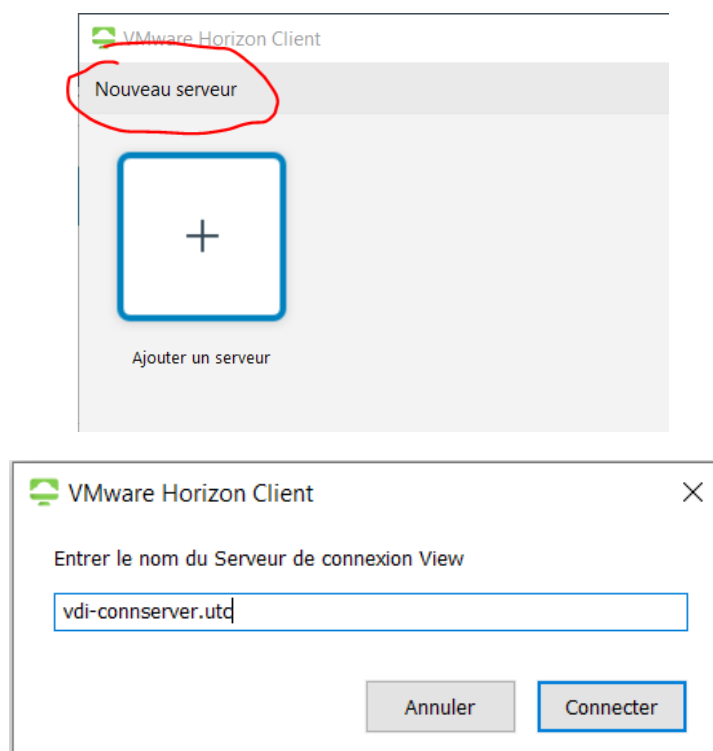 VMware Horizon Client
Nouveau serveur
Ajouter un serveur
VMware Horizon Client
Entrer le nom du Serveur de connexion View
vdi-connserver.utc
Annuler
Connecter